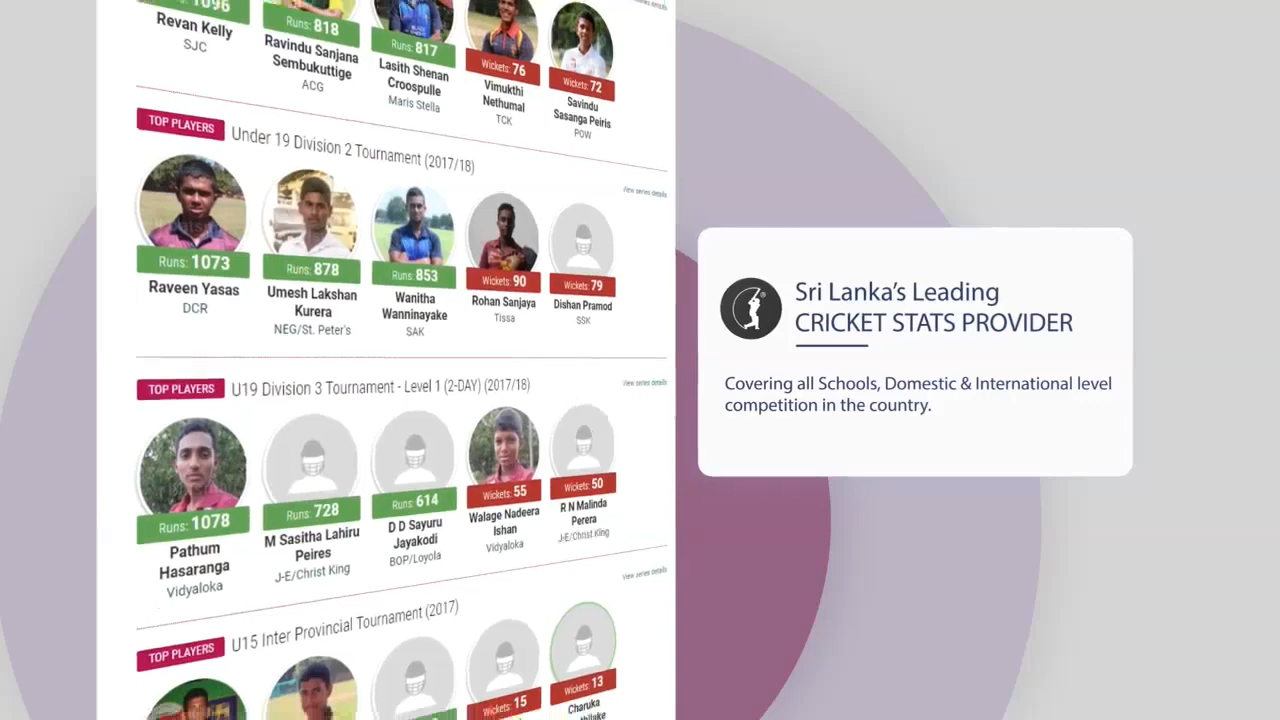 1096
Revan Kelly
SJC
Runs: 818
Ravindu Sanjana
Sembukuttige
ACG
Runs: 817
Lasith Shenan
Croospulle
Maris Stella
Wickets: 76
Vimukthi
Nethumal
TCK
Wickets: 72
Savindu
Sasanga Peiris
POW
TOP PLAYERS
Under 19 Division 2 Tournament (2017/18)
View series details
Runs: 1073
Raveen Yasas
DCR
Runs: 878
Umesh Lakshan
Kurera
NEG/St. Peter's
Runs: 853
Wanitha
Wanninayake
SAK
Wickets: 90
Rohan Sanjaya
Tissa
Wickets: 79
Dishan Pramod
SSK
TOP PLAYERS
U19 Division 3 Tournament - Level 1 (2-DAY) (2017/18)
View series details
Runs: 1078
Pathum
Hasaranga
Vidyaloka
Runs: 728
M Sasitha Lahiru
Peires
J-E/Christ King
Runs: 614
D D Sayuru
Jayakodi
BOP/Loyola
Wickets: 55
Walage Nadeera
Ishan
Vidyaloka
Wickets: 50
R N Malinda
Perera
J-E/Christ King
TOP PLAYERS
U15 Inter Provincial Tournament (2017)
View series details
Wickets: 15
Wickets: 13
Charuka
Sri Lanka's Leading
CRICKET STATS PROVIDER
Covering all Schools, Domestic & International level
competition in the country.